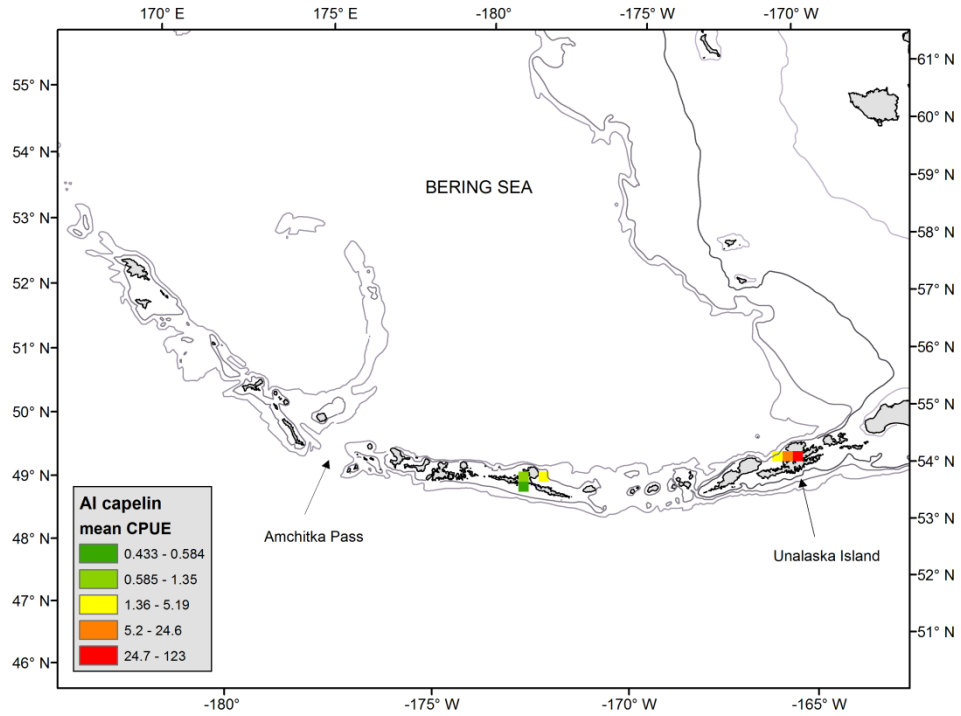 170° E 175° E -180° -175° W -170° W
55° N
54° N
53° N
52° N
51° N
50° N
49° N
48° N
47° N
46° N
61° N
60° N
59° N
58° N
57° N
56° N
55° N
54° N
53° N
52° N
51° N
BERING SEA
Amchitka Pass
Unalaska Island
AI capelin
mean CPUE
0.433 - 0.584
0.585 - 1.35
1.36 - 5.19
5.2 - 24.6
24.7 - 123
-180° -175° W -170° W -165° W